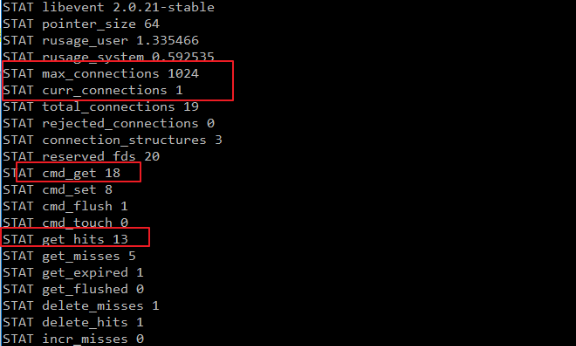 STAT libevent 2.0.21-stable
STAT pointer_size 64
STAT rusage_user 1.335466
STAT rusage_system 0.592535
STAT max_connections 1024
STAT curr_connections 1
STAT total_connections 19
STAT rejected_connections 0
STAT connection_structures 3
STAT reserved_fds 20
STAT cmd_get 18
STAT cmd_set 8
STAT cmd_flush 1
STAT cmd_touch 0
STAT get_hits 13
STAT get_misses 5
STAT get_expired 1
STAT get_flushed 0
STAT delete_misses 1
STAT delete_hits 1
STAT incr_misses 0